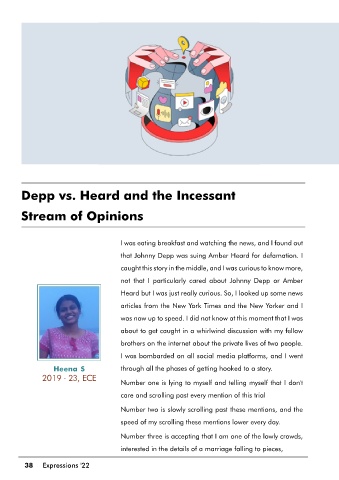 Depp vs. Heard and the Incessant
Stream of Opinions
I was eating breakfast and watching the news, and I found out
that Johnny Depp was suing Amber Heard for defamation. I
caught this story in the middle, and I was curious to know more,
not that I particularly cared about Johnny Depp or Amber
Heard but I was just really curious. So, I looked up some news
articles from the New York Times and the New Yorker and I
was now up to speed. I did not know at this moment that I was
about to get caught in a whirlwind discussion with my fellow
brothers on the internet about the private lives of two people.
I was bombarded on all social media platforms, and I went
through all the phases of getting hooked to a story.
Heena S
2019 - 23, ECE
Number one is lying to myself and telling myself that I don't
care and scrolling past every mention of this trial
Number two is slowly scrolling past these mentions, and the
speed of my scrolling these mentions lower every day.
Number three is accepting that I am one of the lowly crowds,
interested in the details of a marriage falling to pieces,
38 Expressions '22